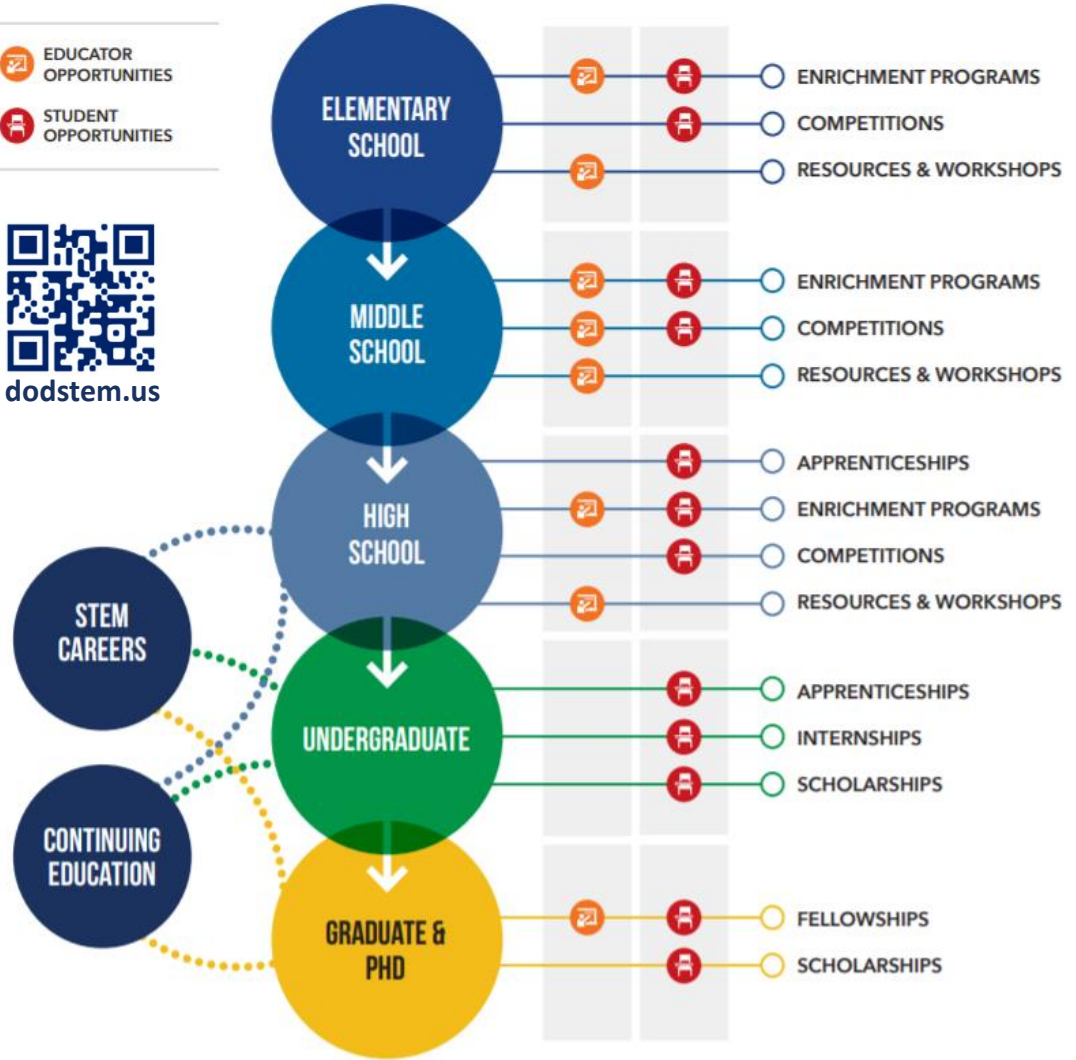 EDUCATOR
OPPORTUNITIES
STUDENT
OPPORTUNITIES
dodstem.us
ELEMENTARY
SCHOOL
ENRICHMENT PROGRAMS
COMPETITIONS
RESOURCES & WORKSHOPS
MIDDLE
SCHOOL
ENRICHMENT PROGRAMS
COMPETITIONS
RESOURCES & WORKSHOPS
HIGH
SCHOOL
APPRENTICESHIPS
ENRICHMENT PROGRAMS
COMPETITIONS
RESOURCES & WORKSHOPS
STEM
CAREERS
UNDERGRADUATE
APPRENTICESHIPS
INTERNSHIPS
SCHOLARSHIPS
CONTINUING
EDUCATION
GRADUATE &
PHD
FELLOWSHIPS
SCHOLARSHIPS